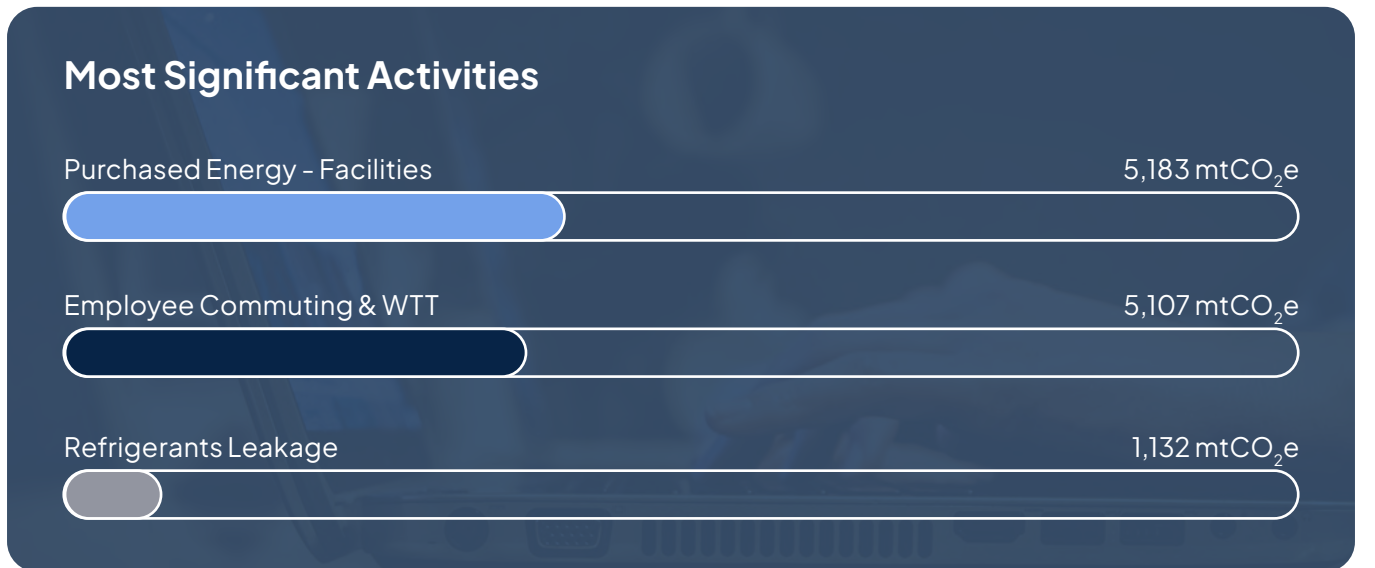 Most Significant Activities
Purchased Energy - Facilities 5,183 mtCO₂e
Employee Commuting & WTT 5,107 mtCO₂e
Refrigerants Leakage 1,132 mtCO₂e